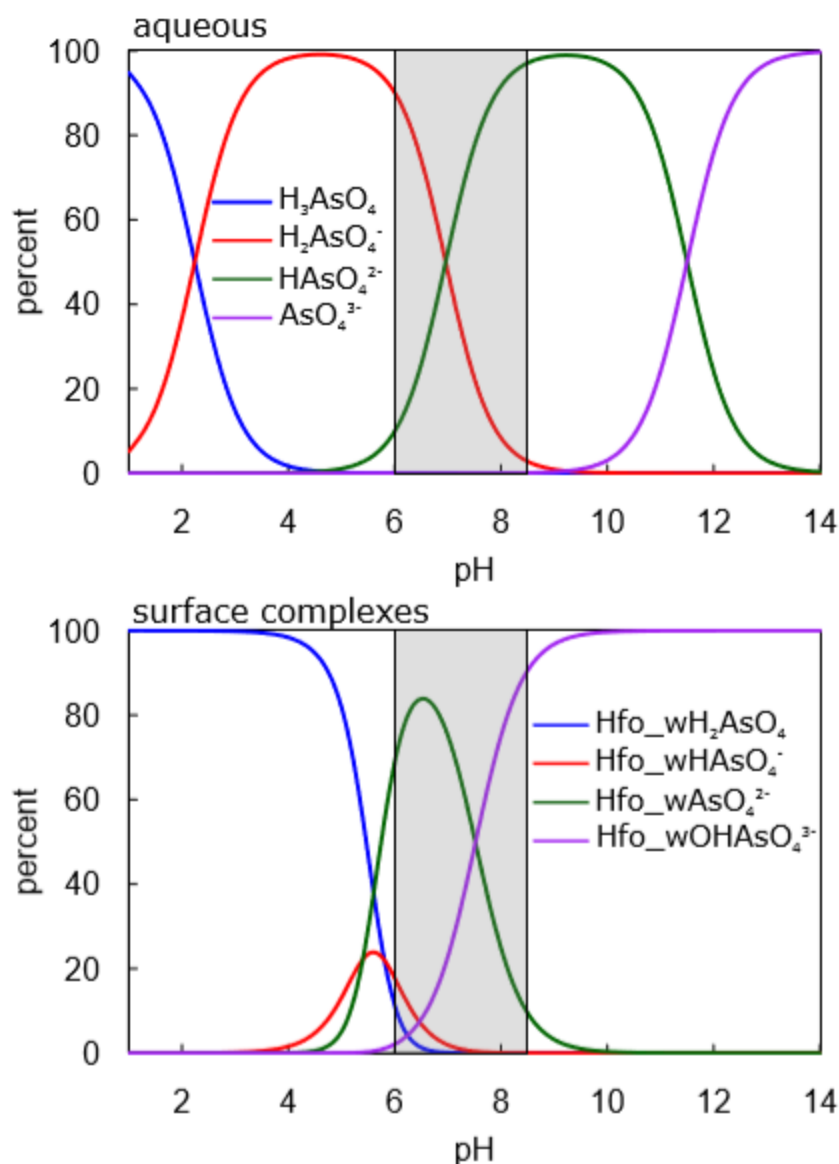 aqueous
100
80
60
40
20
0
percent
H₃AsO₄
H₂AsO₄⁻
HAsO₄²⁻
AsO₄³⁻
2 4 6 8 10 12 14
pH
surface complexes
100
80
60
40
20
0
percent
Hfo_wH₂AsO₄
Hfo_wHAsO₄⁻
Hfo_wAsO₄²⁻
Hfo_wOHAsO₄³⁻
2 4 6 8 10 12 14
pH